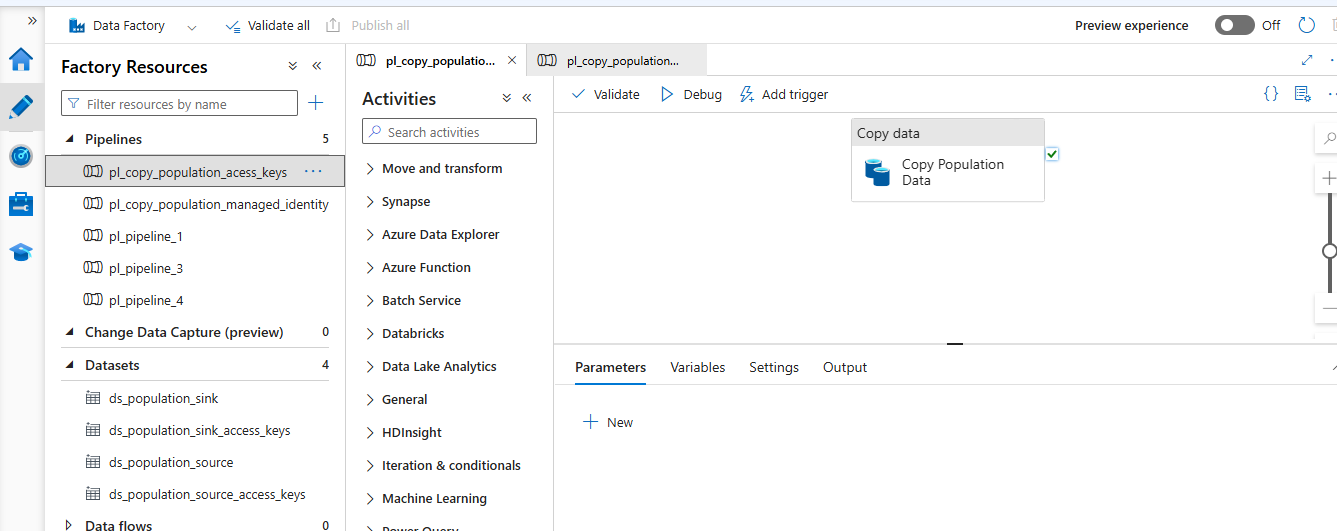 Data Factory
Validate all
Publish all
Preview experience
Off
Factory Resources
Filter resources by name
Pipelines 5
pl_copy_population_acess_keys
pl_copy_population_managed_identity
pl_pipeline_1
pl_pipeline_3
pl_pipeline_4
Change Data Capture (preview) 0
Datasets 4
ds_population_sink
ds_population_sink_access_keys
ds_population_source
ds_population_source_access_keys
Data flows 0
pl_copy_populatio...
pl_copy_population...
Activities
Search activities
Move and transform
Synapse
Azure Data Explorer
Azure Function
Batch Service
Databricks
Data Lake Analytics
General
HDInsight
Iteration & conditionals
Machine Learning
Power Query
Validate
Debug
Add trigger
Copy data
Copy Population
Data
Parameters
Variables
Settings
Output
New